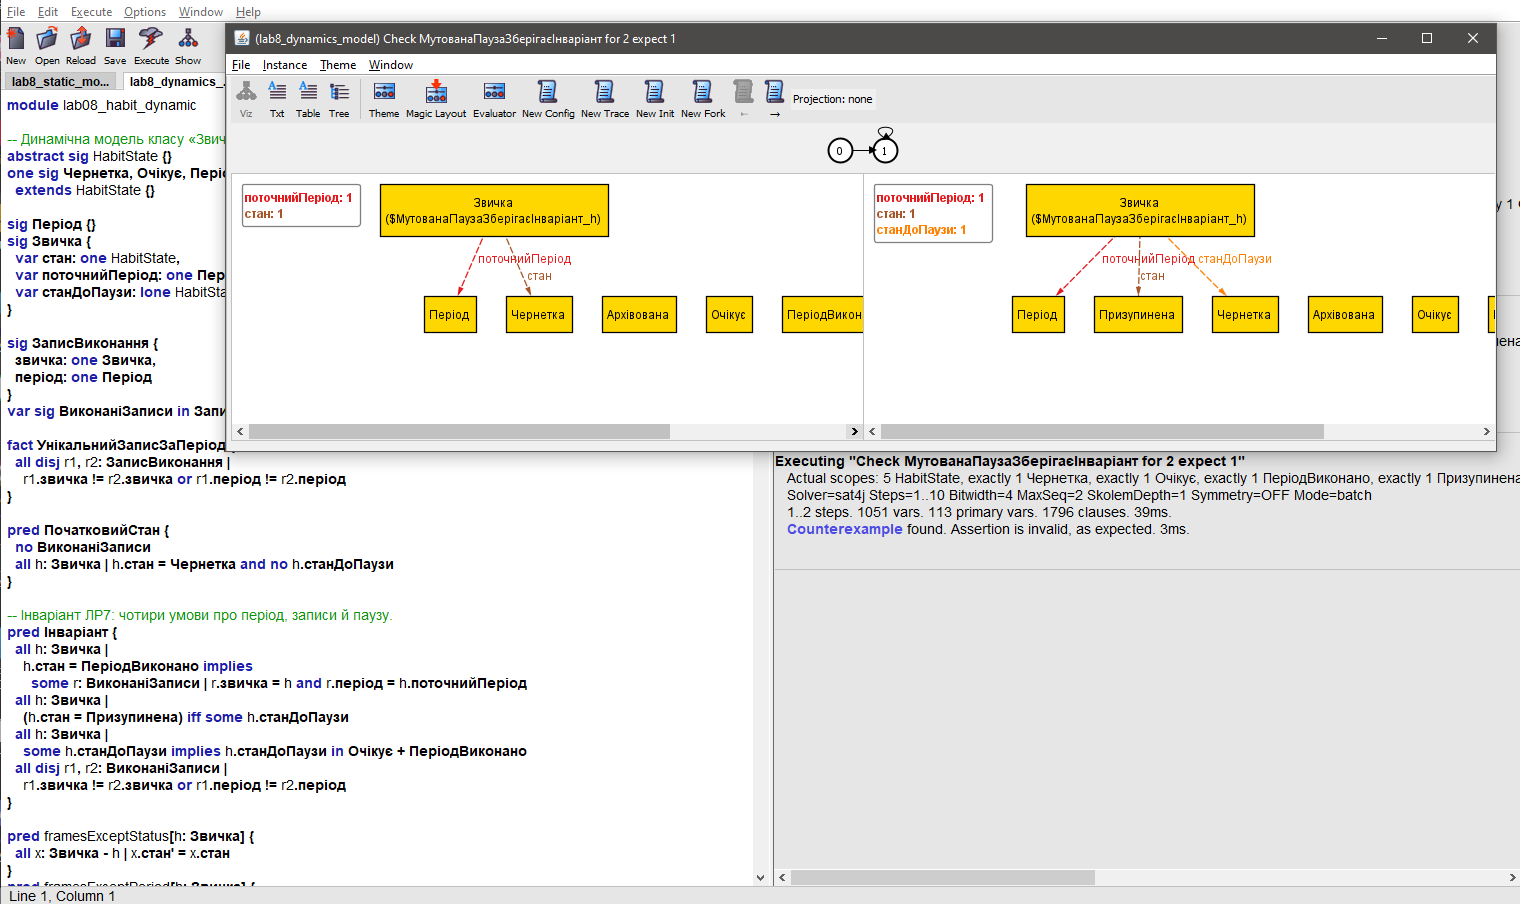 File Edit Execute Options Window Help
New Open Reload Save Execute Show
lab8_static_mo... lab8_dynamics_
module lab08_habit_dynamic
-- Динамічна модель класу «Звич
abstract sig HabitState {}
one sig Чернетка, Очікує, Пері
extends HabitState {}
sig Період {}
sig Звичка {
var стан: one HabitState,
var поточнийПеріод: one Пер
var станДоПаузи: lone HabitSta
}
sig ЗаписВиконання {
звичка: one Звичка,
період: one Період
}
var sig ВиконаніЗаписи in Запи
fact УнікальнийЗаписЗаПеріод
all disj r1, r2: ЗаписВиконання |
r1.звичка != r2.звичка or r1.період != r2.період
}
pred ПочатковийСтан {
no ВиконаніЗаписи
all h: Звичка | h.стан = Чернетка and no h.станДоПаузи
}
-- Інваріант ЛР7: чотири умови про період, записи й паузу.
pred Інваріант {
all h: Звичка |
h.стан = ПеріодВиконано implies
some r: ВиконаніЗаписи | r.звичка = h and r.період = h.поточнийПеріод
all h: Звичка |
(h.стан = Призупинена) iff some h.станДоПаузи
all h: Звичка |
some h.станДоПаузи implies h.станДоПаузи in Очікує + ПеріодВиконано
all disj r1, r2: ВиконаніЗаписи |
r1.звичка != r2.звичка or r1.період != r2.період
}
pred framesExceptStatus[h: Звичка] {
all x: Звичка - h | x.стан' = x.стан
}
pred framesExceptPeriod[h: Звичка] {
Line 1, Column 1
(lab8_dynamics_model) Check МутованаПаузаЗберігаєІнваріант for 2 expect 1
File Instance Theme Window
Viz Txt Table Tree Theme Magic Layout Evaluator New Config New Trace New Init New Fork ← → Projection: none
0 1
поточнийПеріод: 1
стан: 1
Звичка
($МутованаПаузаЗберігаєІнваріант_h)
поточнийПеріод
стан
Період Чернетка Архівована Очікує ПеріодВикон
поточнийПеріод: 1
стан: 1
станДоПаузи: 1
Звичка
($МутованаПаузаЗберігаєІнваріант_h)
поточнийПеріод станДоПаузи
стан
Період Призупинена Чернетка Архівована Очікує
Executing "Check МутованаПаузаЗберігаєІнваріант for 2 expect 1"
Actual scopes: 5 HabitState, exactly 1 Чернетка, exactly 1 Очікує, exactly 1 ПеріодВиконано, exactly 1 Призупинена
Solver=sat4j Steps=1..10 Bitwidth=4 MaxSeq=2 SkolemDepth=1 Symmetry=OFF Mode=batch
1..2 steps. 1051 vars. 113 primary vars. 1796 clauses. 39ms.
Counterexample found. Assertion is invalid, as expected. 3ms.